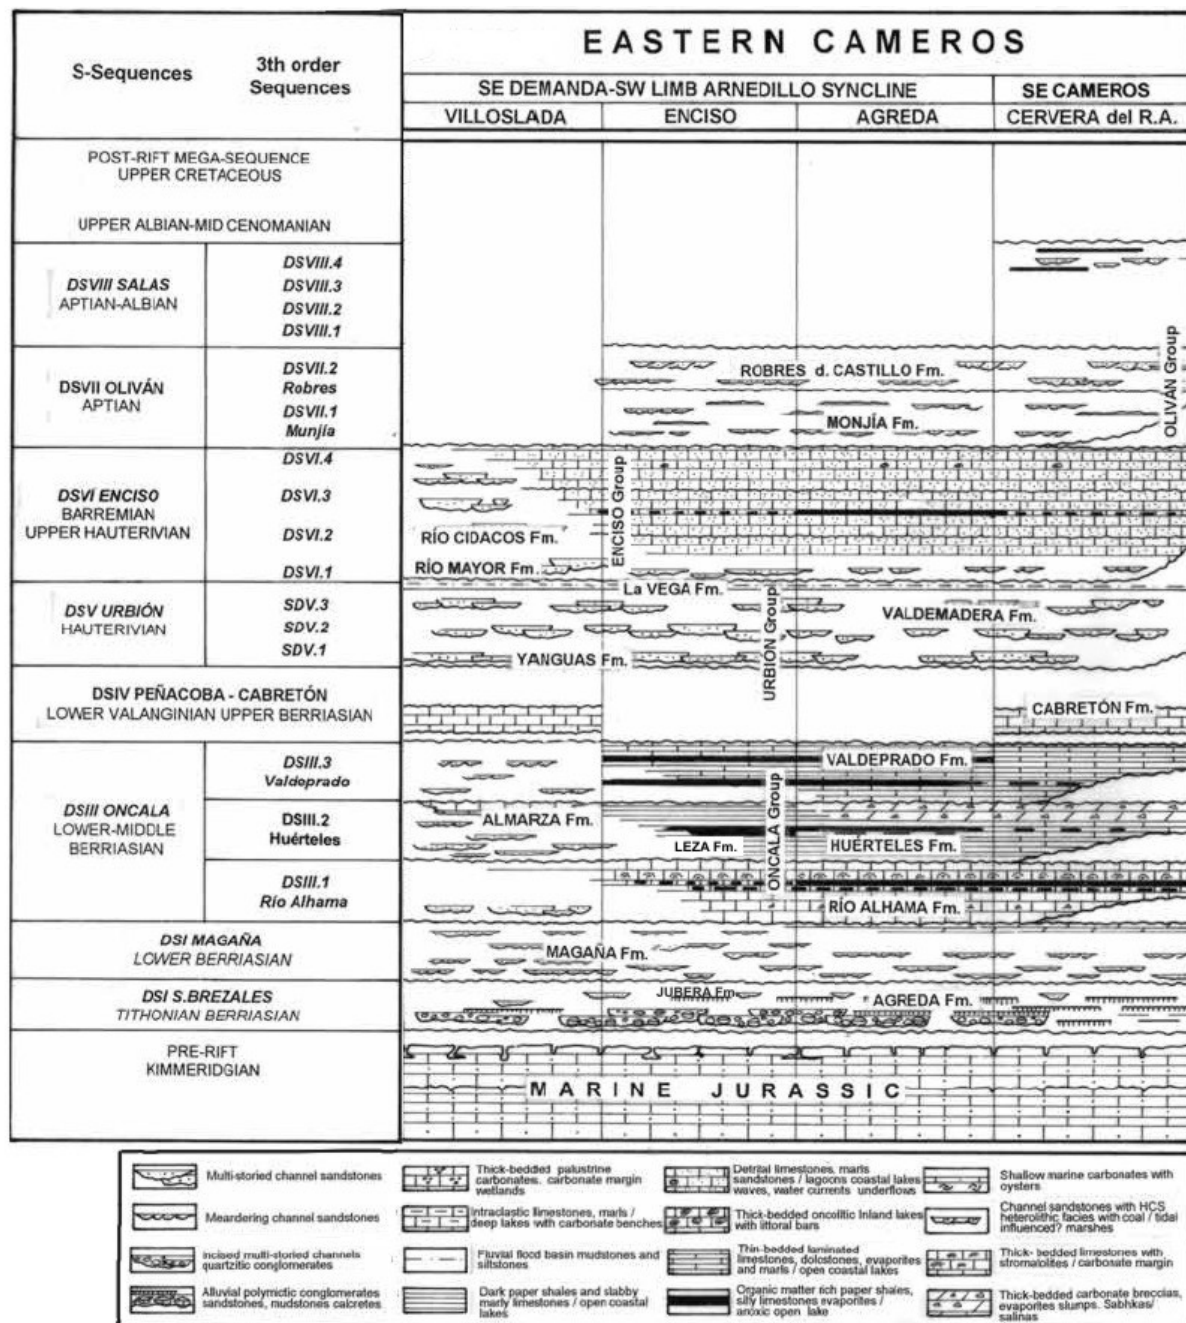 EASTERN CAMEROS
S-Sequences
3th order
Sequences
SE DEMANDA-SW LIMB ARNEDILLO SYNCLINE
SE CAMEROS
VILLOSLADA
ENCISO
AGREDA
CERVERA del R.A.
POST-RIFT MEGA-SEQUENCE
UPPER CRETACEOUS
UPPER ALBIAN-MID CENOMANIAN
DSVIII SALAS
APTIAN-ALBIAN
DSVIII.4
DSVIII.3
DSVIII.2
DSVIII.1
DSVII OLIVÁN
APTIAN
DSVII.2
Robres
DSVII.1
Munjía
ROBRES d. CASTILLO Fm.
MONJÍA Fm.
OLIVÁN Group
DSVI ENCISO
BARREMIAN
UPPER HAUTERIVIAN
DSVI.4
DSVI.3
DSVI.2
DSVI.1
RÍO CIDACOS Fm.
RÍO MAYOR Fm.
ENCISO Group
La VEGA Fm.
DSV URBIÓN
HAUTERIVIAN
SDV.3
SDV.2
SDV.1
VALDEMADERA Fm.
YANGUAS Fm.
URBIÓN Group
DSIV PEÑACOBA - CABRETÓN
LOWER VALANGINIAN UPPER BERRIASIAN
CABRETÓN Fm.
DSIII ONCALA
LOWER-MIDDLE
BERRIASIAN
DSIII.3
Valdeprado
DSIII.2
Huérteles
DSIII.1
Río Alhama
VALDEPRADO Fm.
ALMARZA Fm.
LEZA Fm.
ONCALA Group
HUÉRTELES Fm.
RÍO ALHAMA Fm.
DSI MAGAÑA
LOWER BERRIASIAN
MAGAÑA Fm.
DSI S.BREZALES
TITHONIAN BERRIASIAN
JUBERA Fm.
AGREDA Fm.
PRE-RIFT
KIMMERIDGIAN
MARINE JURASSIC
Multi-storied channel sandstones
Meardering channel sandstones
Incised multi-storied channels
quartzitic conglomerates
Alluvial polymictic conglomerates
sandstones, mudstones calcretes
Thick-bedded palustrine
carbonates. carbonate margin
wetlands
Intraclastic limestones, marls /
deep lakes with carbonate benches
Fluvial flood basin mudstones and
siltstones
Dark paper shales and slabby
marly limestones / open coastal
lakes
Detrital limestones, marls
sandstones / lagoons coastal lakes
waves, water currents underflows
Thick-bedded oncolitic Inland lakes
with littoral bars
Thin-bedded laminated
limestones, dolostones, evaporites
and marls / open coastal lakes
Organic matter rich paper shales,
silly limestones evaporites /
anoxic open lake
Shallow marine carbonates with
oysters
Channel sandstones with HCS
heterolithic facies with coal / tidal
influenced? marshes
Thick- bedded limestones with
stromatolites / carbonate margin
Thick-bedded carbonate breccias,
evaporites slumps. Sabhkas/
salinas